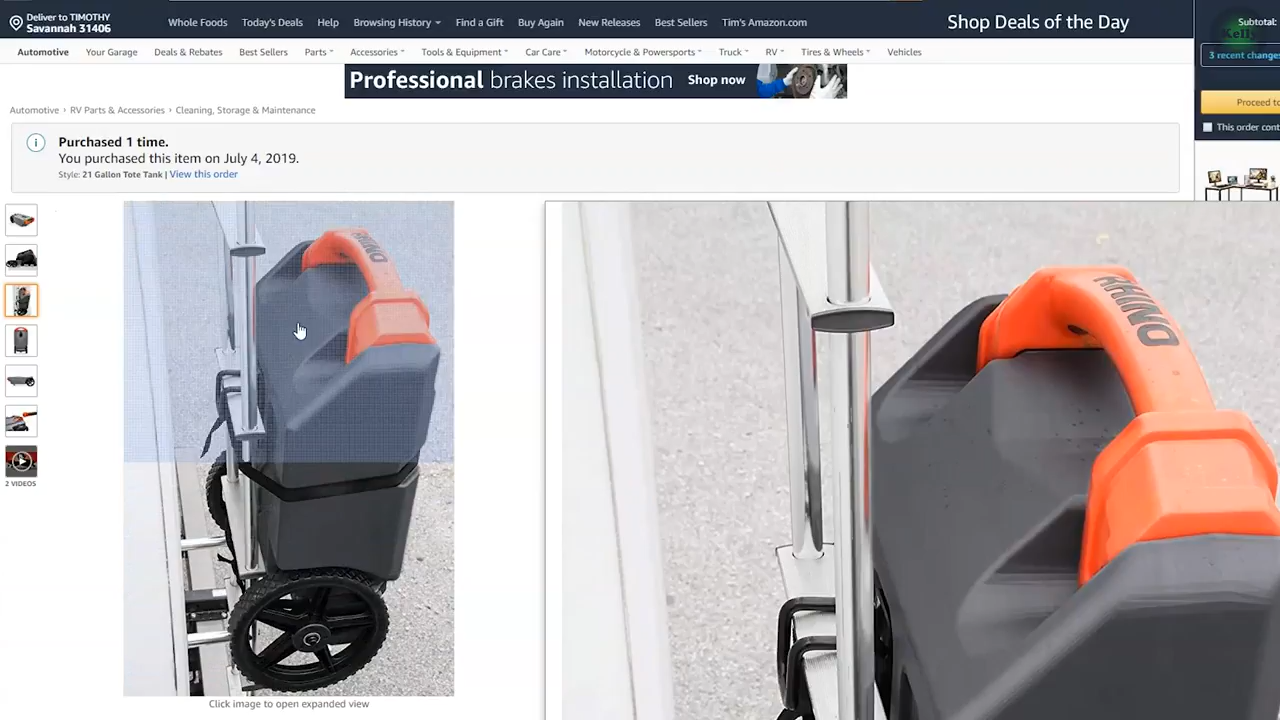 Deliver to TIMOTHY
Savannah 31406
Whole Foods Today's Deals Help Browsing History Find a Gift Buy Again New Releases Best Sellers Tim's Amazon.com
Shop Deals of the Day
Subtotal:
Kelly
3 recent change
Automotive Your Garage Deals & Rebates Best Sellers Parts Accessories Tools & Equipment Car Care Motorcycle & Powersports Truck RV Tires & Wheels Vehicles
Professional brakes installation Shop now
Proceed to
This order cont
Automotive › RV Parts & Accessories › Cleaning, Storage & Maintenance
Purchased 1 time.
You purchased this item on July 4, 2019.
Style: 21 Gallon Tote Tank | View this order
RHINO
RHINO
2 VIDEOS
Click image to open expanded view